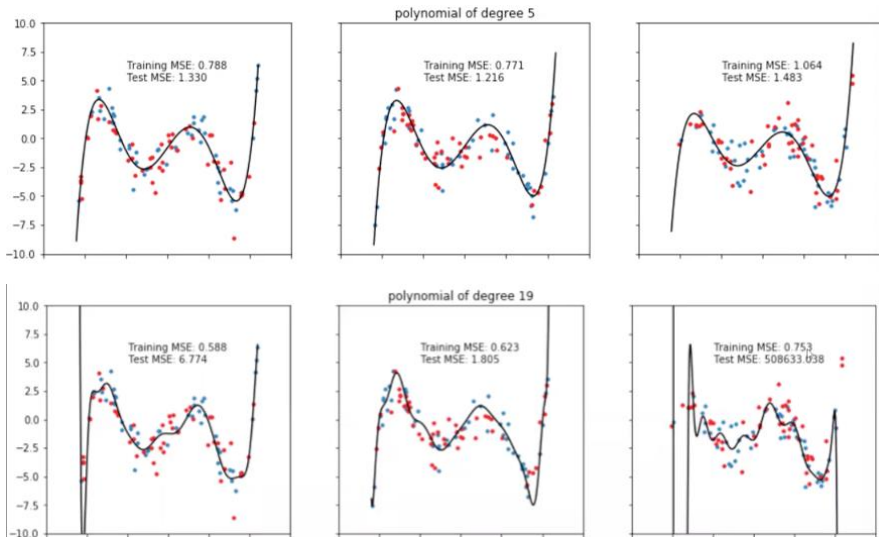 polynomial of degree 5
10.0
7.5
5.0
2.5
0.0
−2.5
−5.0
−7.5
−10.0
Training MSE: 0.788
Test MSE: 1.330
Training MSE: 0.771
Test MSE: 1.216
Training MSE: 1.064
Test MSE: 1.483
polynomial of degree 19
10.0
7.5
5.0
2.5
0.0
−2.5
−5.0
−7.5
−10.0
Training MSE: 0.588
Test MSE: 6.774
Training MSE: 0.623
Test MSE: 1.805
Training MSE: 0.753
Test MSE: 508633.038